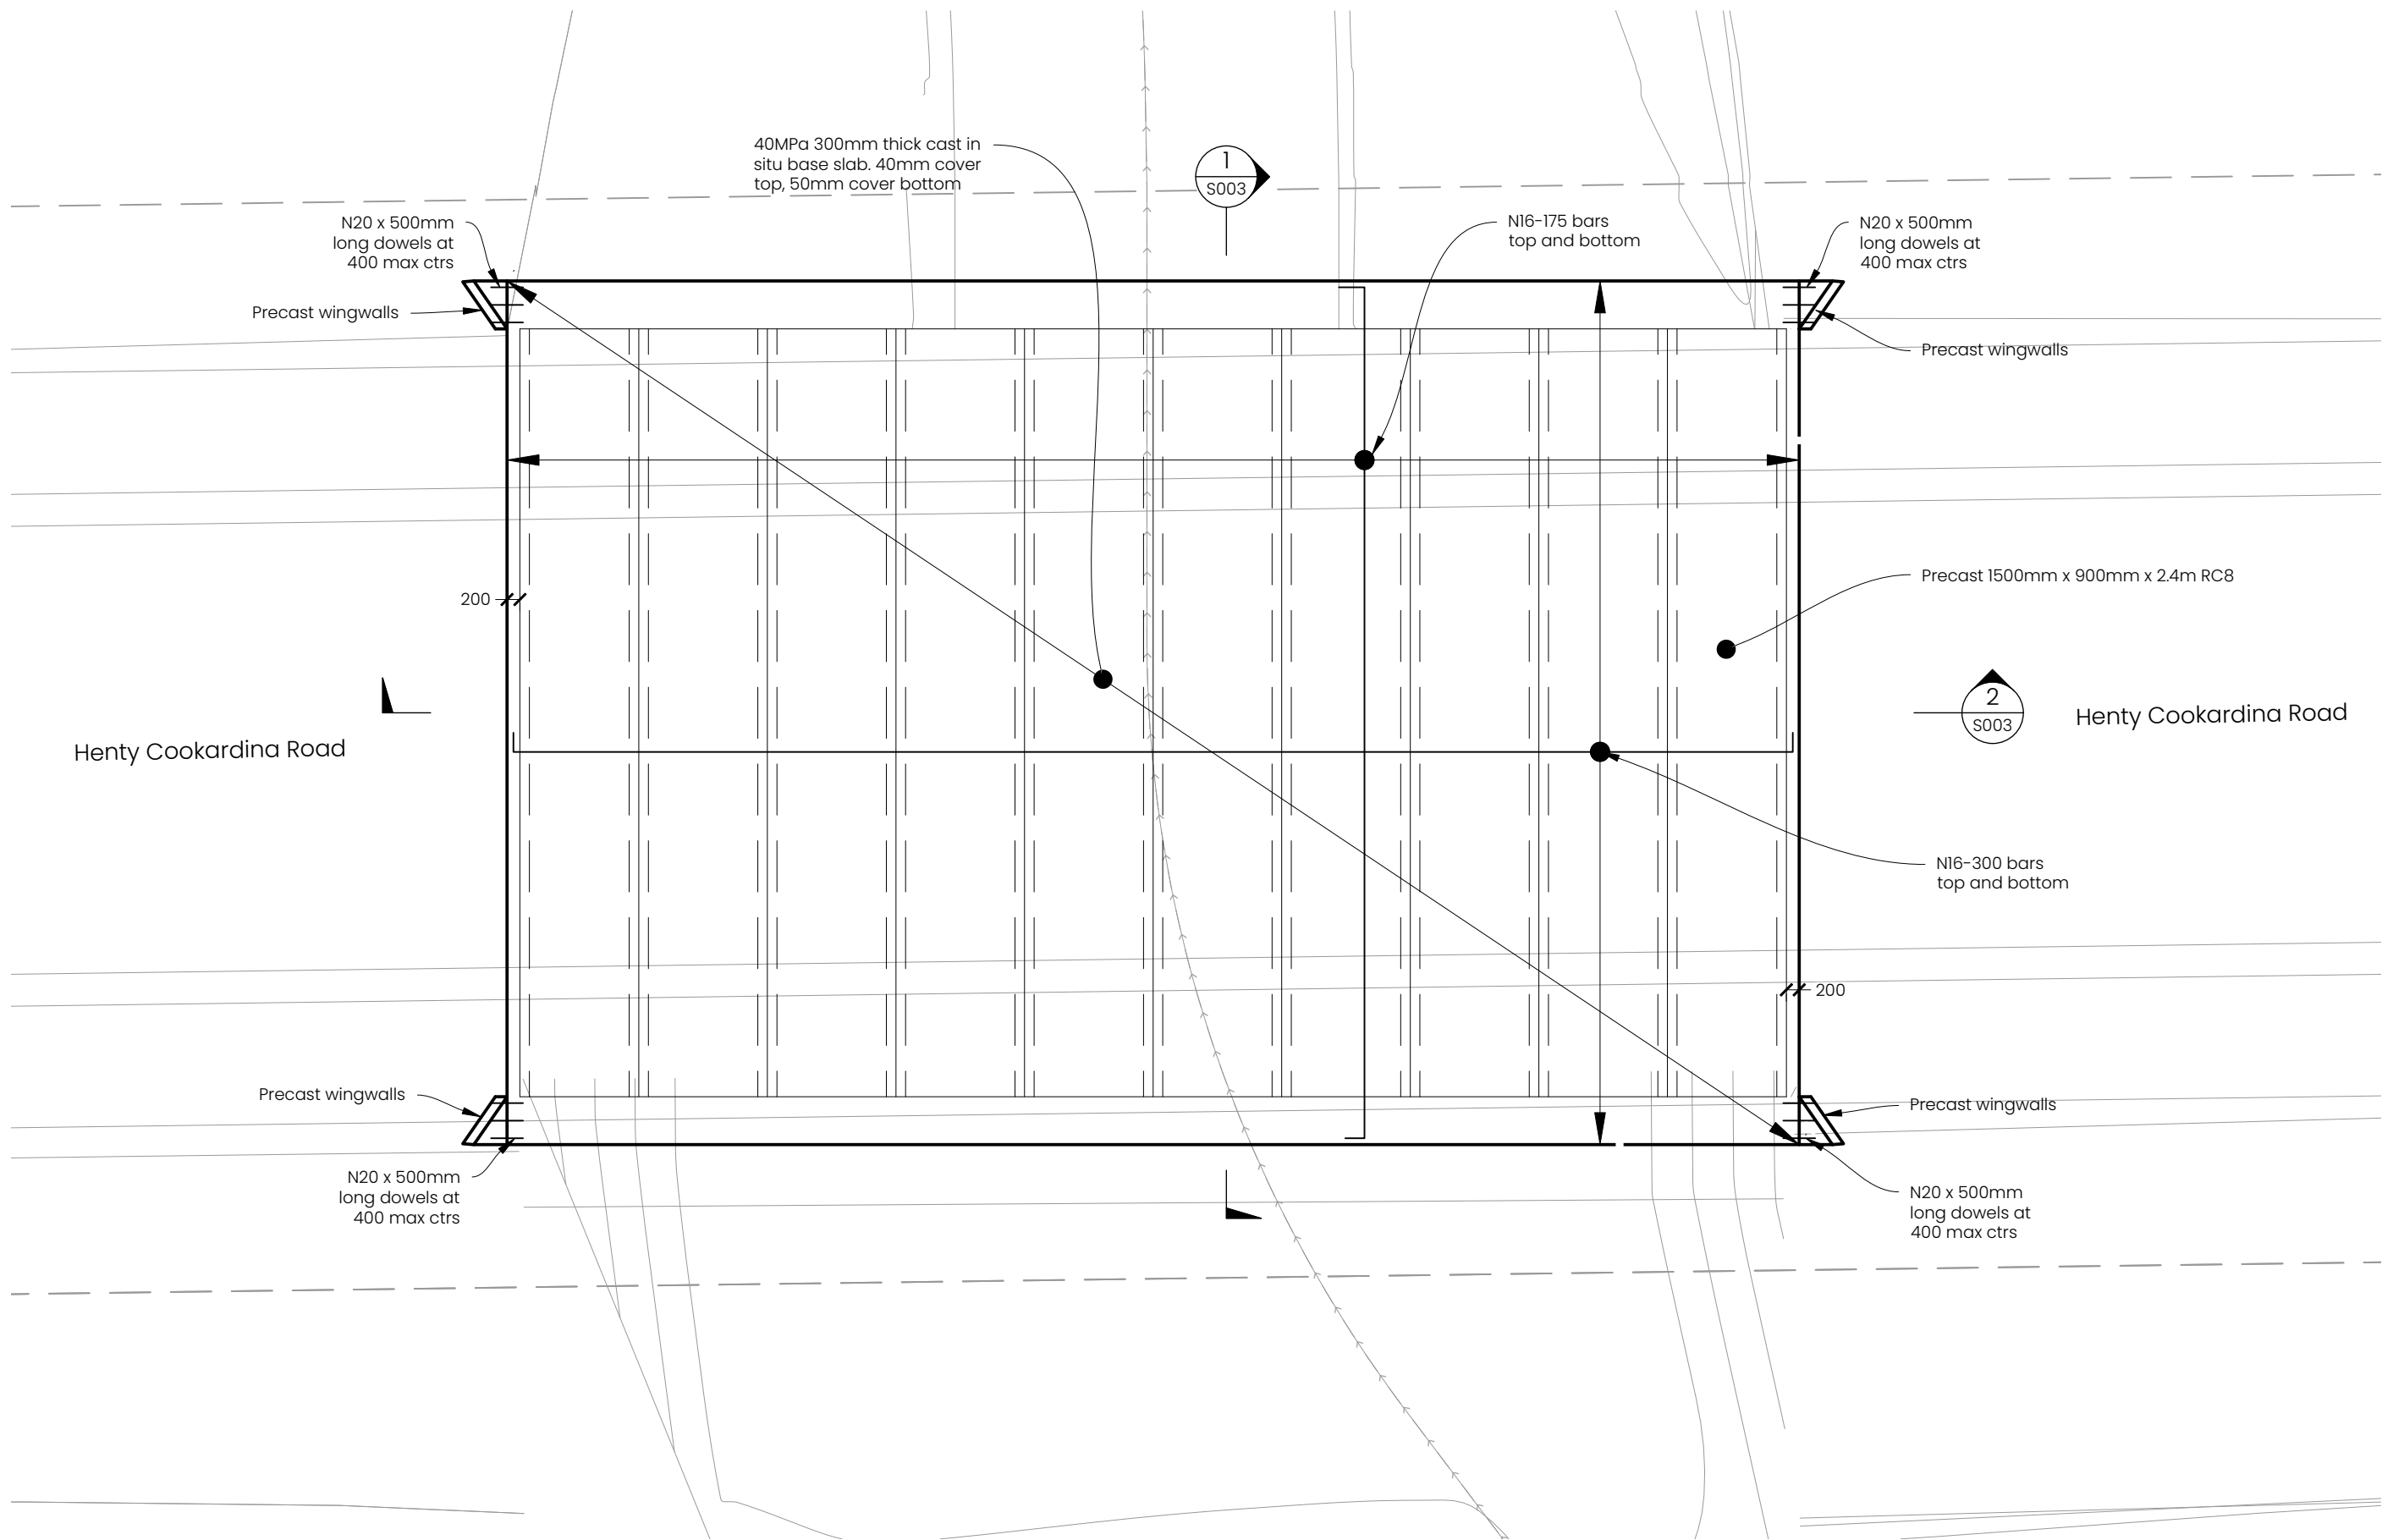 40MPa 300mm thick cast in
situ base slab. 40mm cover
top, 50mm cover bottom
1
S003
N20 x 500mm
long dowels at
400 max ctrs
N16-175 bars
top and bottom
N20 x 500mm
long dowels at
400 max ctrs
Precast wingwalls
Precast wingwalls
200
Precast 1500mm x 900mm x 2.4m RC8
2
S003
Henty Cookardina Road
Henty Cookardina Road
N16-300 bars
top and bottom
200
Precast wingwalls
Precast wingwalls
N20 x 500mm
long dowels at
400 max ctrs
N20 x 500mm
long dowels at
400 max ctrs